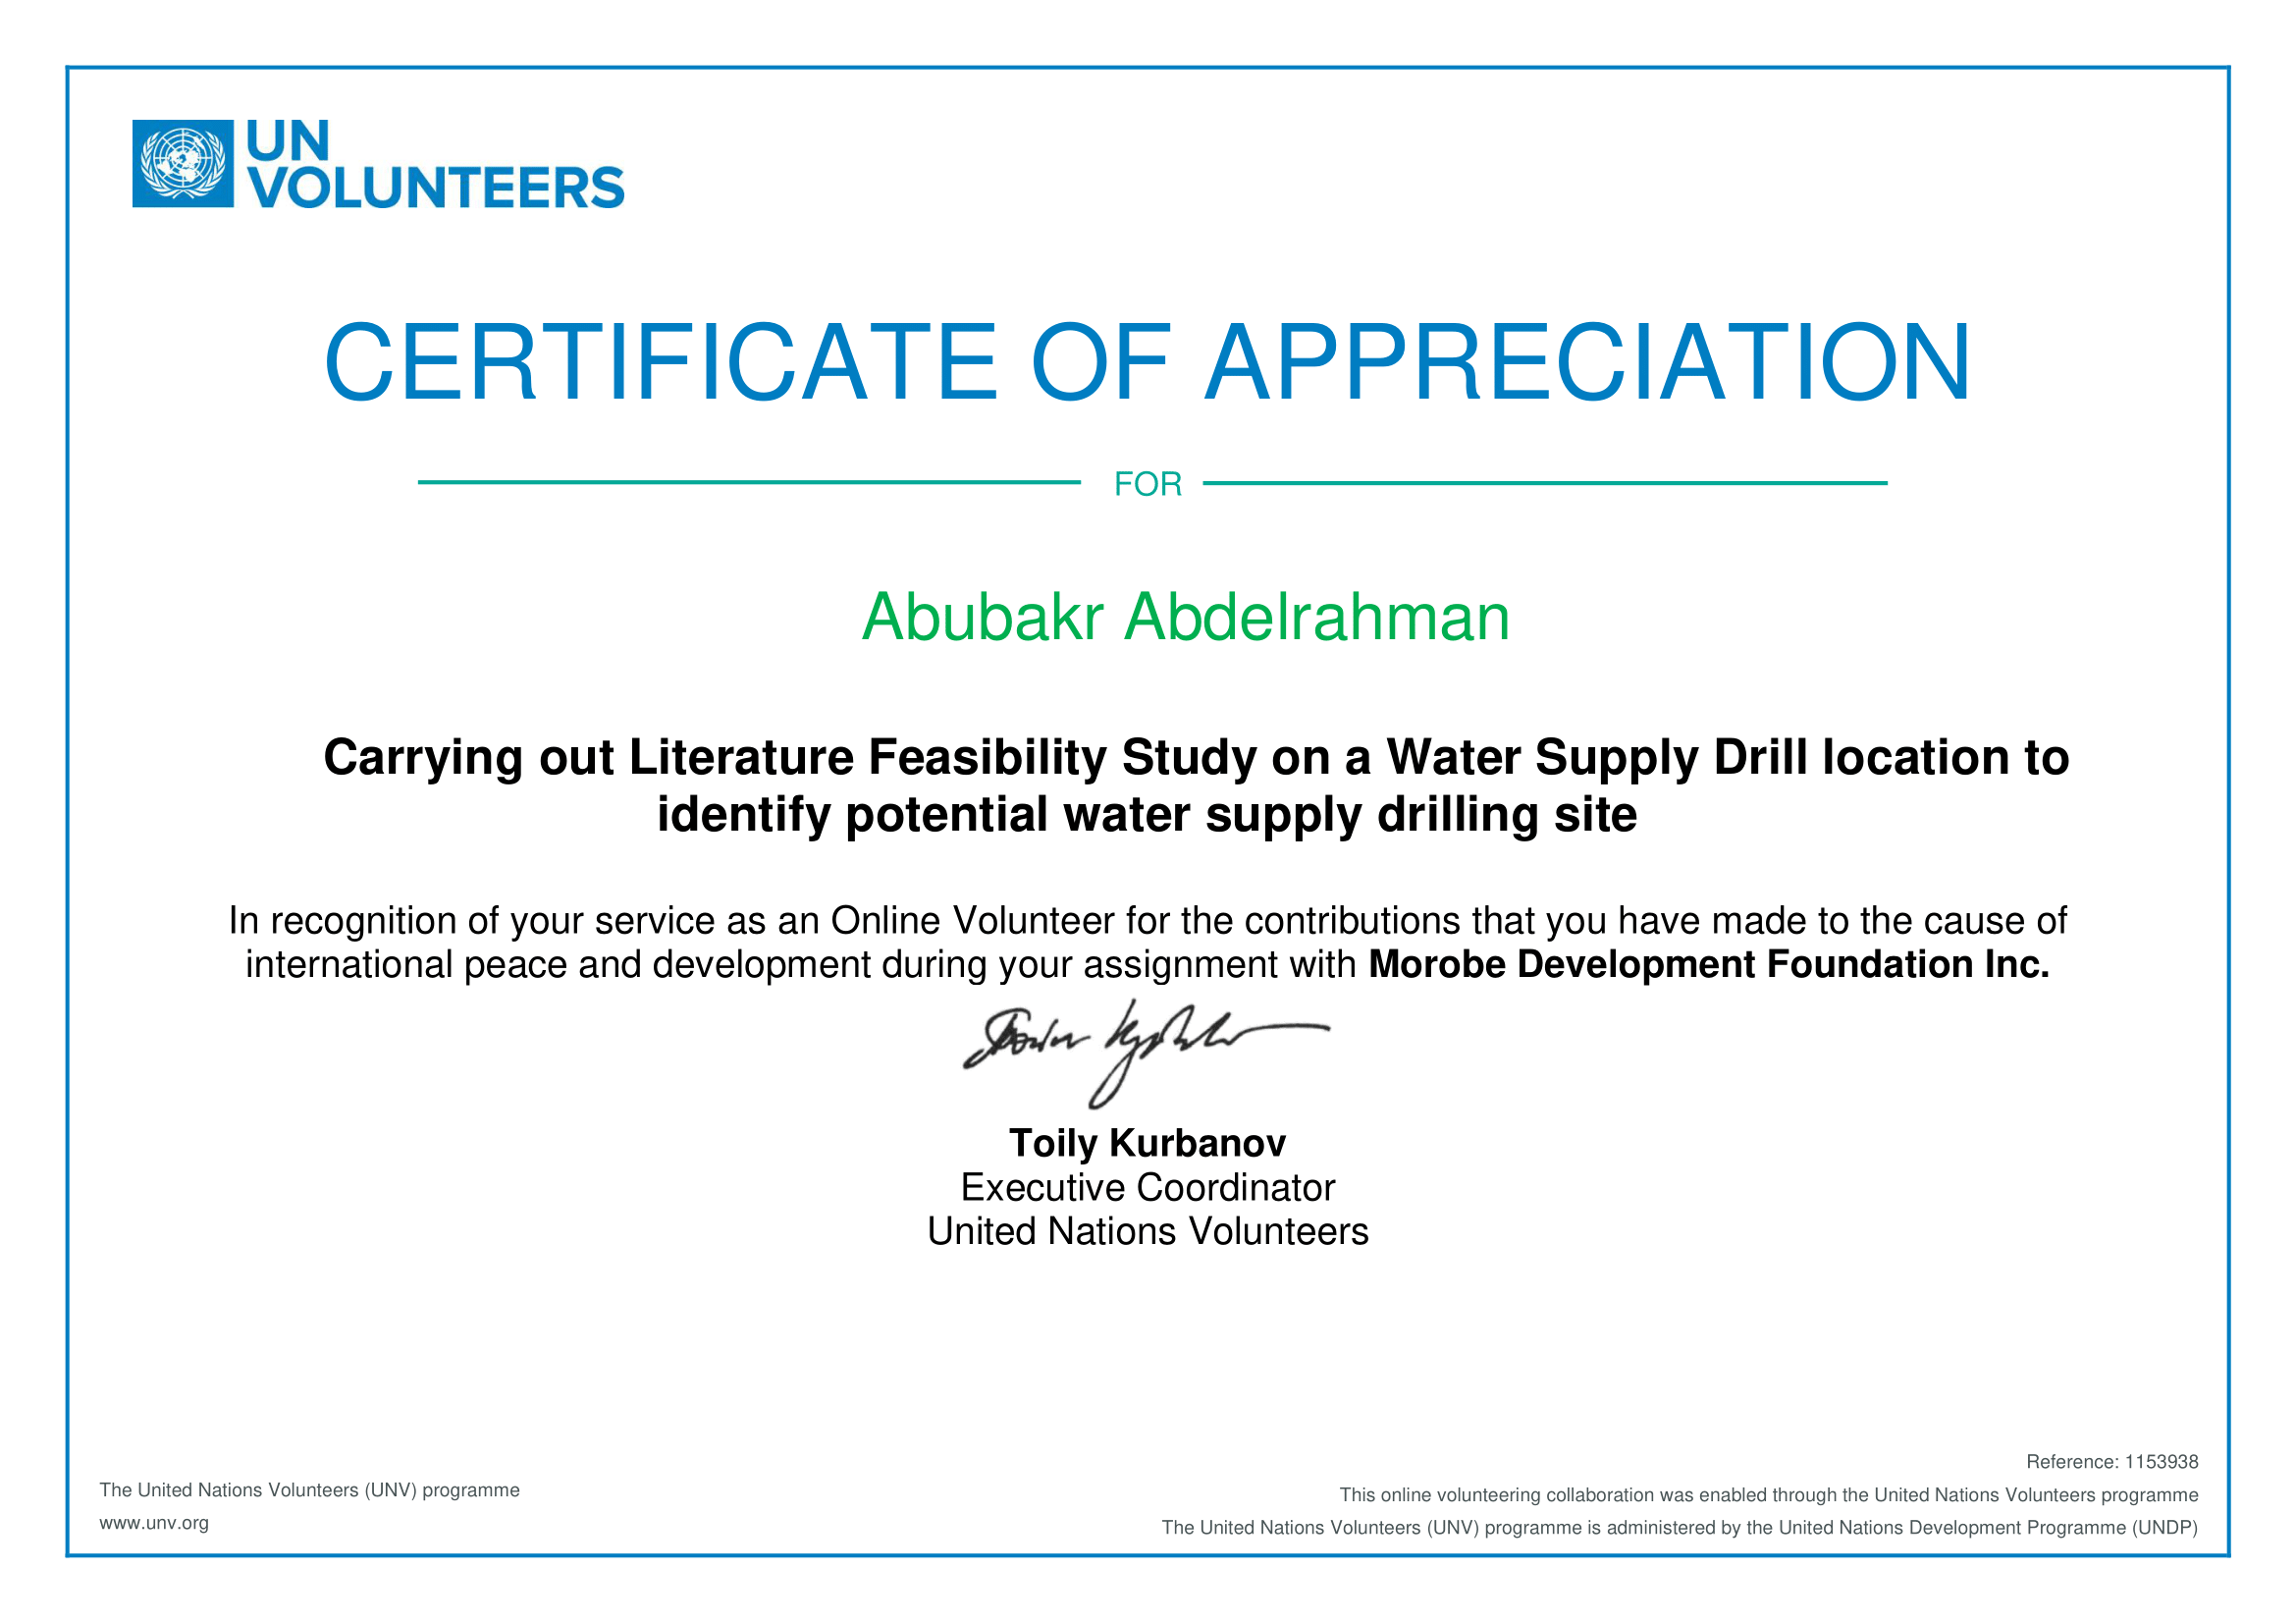 UN
VOLUNTEERS
CERTIFICATE OF APPRECIATION
FOR
Abubakr Abdelrahman
Carrying out Literature Feasibility Study on a Water Supply Drill location to
identify potential water supply drilling site
In recognition of your service as an Online Volunteer for the contributions that you have made to the cause of
international peace and development during your assignment with Morobe Development Foundation Inc.
Toily Kurbanov
Executive Coordinator
United Nations Volunteers
The United Nations Volunteers (UNV) programme
www.unv.org
Reference: 1153938
This online volunteering collaboration was enabled through the United Nations Volunteers programme
The United Nations Volunteers (UNV) programme is administered by the United Nations Development Programme (UNDP)